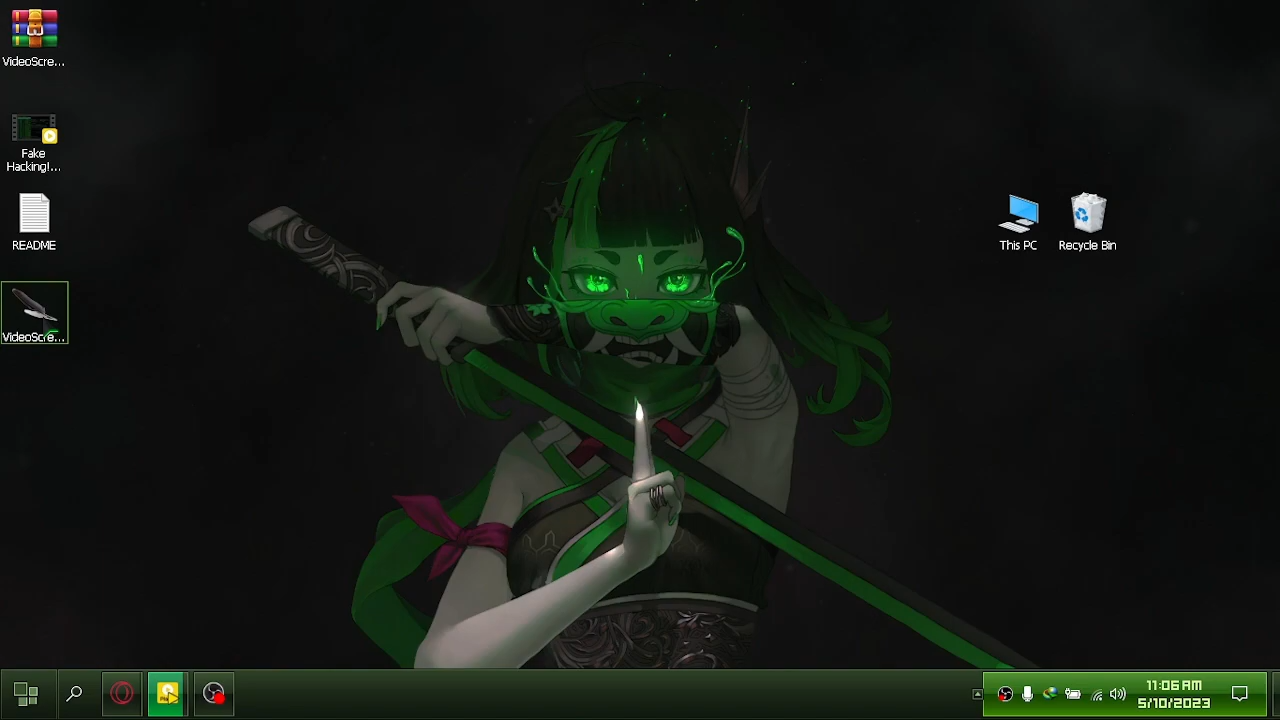 VideoScre...
Fake
Hacking!...
README
VideoScre...
This PC
Recycle Bin
11:06 AM
5/10/2023